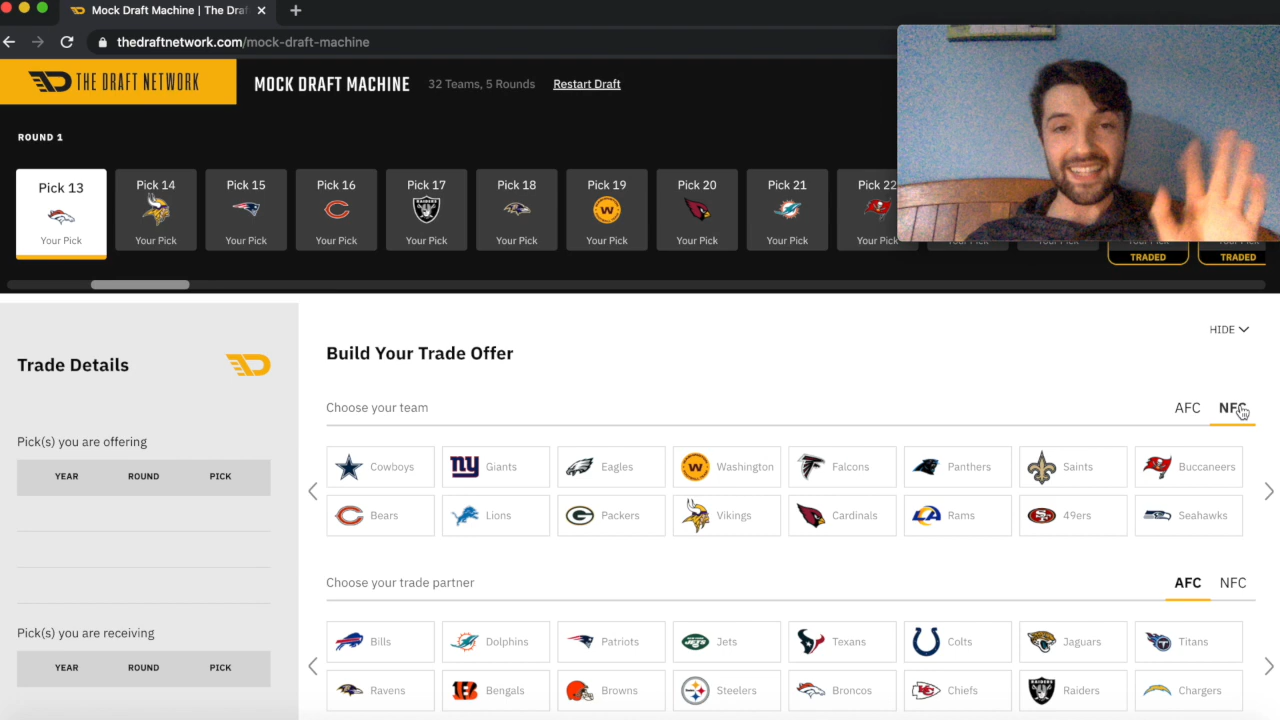 Mock Draft Machine | The Dra
thedraftnetwork.com/mock-draft-machine
THE DRAFT NETWORK
MOCK DRAFT MACHINE
32 Teams, 5 Rounds
Restart Draft
ROUND 1
Pick 13 Pick 14 Pick 15 Pick 16 Pick 17 Pick 18 Pick 19 Pick 20 Pick 21 Pick 22
Your Pick Your Pick Your Pick Your Pick Your Pick Your Pick Your Pick Your Pick Your Pick Your Pick
TRADED TRADED
HIDE
Trade Details
Build Your Trade Offer
Choose your team AFC NFC
Pick(s) you are offering
YEAR ROUND PICK
Cowboys Giants Eagles Washington Falcons Panthers Saints Buccaneers
Bears Lions Packers Vikings Cardinals Rams 49ers Seahawks
Choose your trade partner AFC NFC
Pick(s) you are receiving
YEAR ROUND PICK
Bills Dolphins Patriots Jets Texans Colts Jaguars Titans
Ravens Bengals Browns Steelers Broncos Chiefs Raiders Chargers